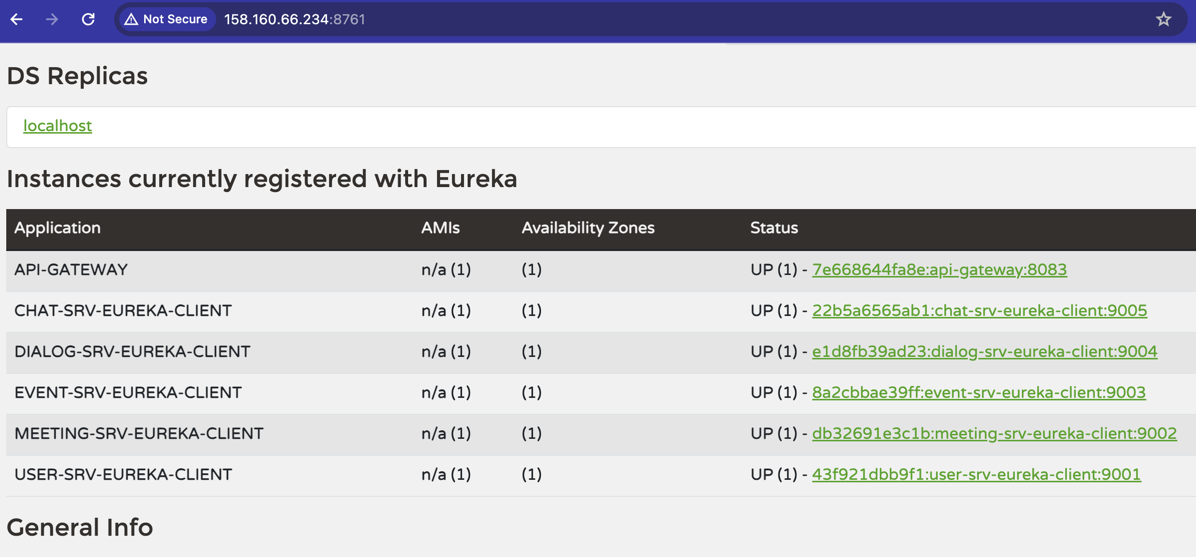 Not Secure 158.160.66.234:8761
DS Replicas
localhost
Instances currently registered with Eureka
Application AMIs Availability Zones Status
API-GATEWAY n/a (1) (1) UP (1) - 7e668644fa8e:api-gateway:8083
CHAT-SRV-EUREKA-CLIENT n/a (1) (1) UP (1) - 22b5a6565ab1:chat-srv-eureka-client:9005
DIALOG-SRV-EUREKA-CLIENT n/a (1) (1) UP (1) - e1d8fb39ad23:dialog-srv-eureka-client:9004
EVENT-SRV-EUREKA-CLIENT n/a (1) (1) UP (1) - 8a2cbbae39ff:event-srv-eureka-client:9003
MEETING-SRV-EUREKA-CLIENT n/a (1) (1) UP (1) - db32691e3c1b:meeting-srv-eureka-client:9002
USER-SRV-EUREKA-CLIENT n/a (1) (1) UP (1) - 43f921dbb9f1:user-srv-eureka-client:9001
General Info